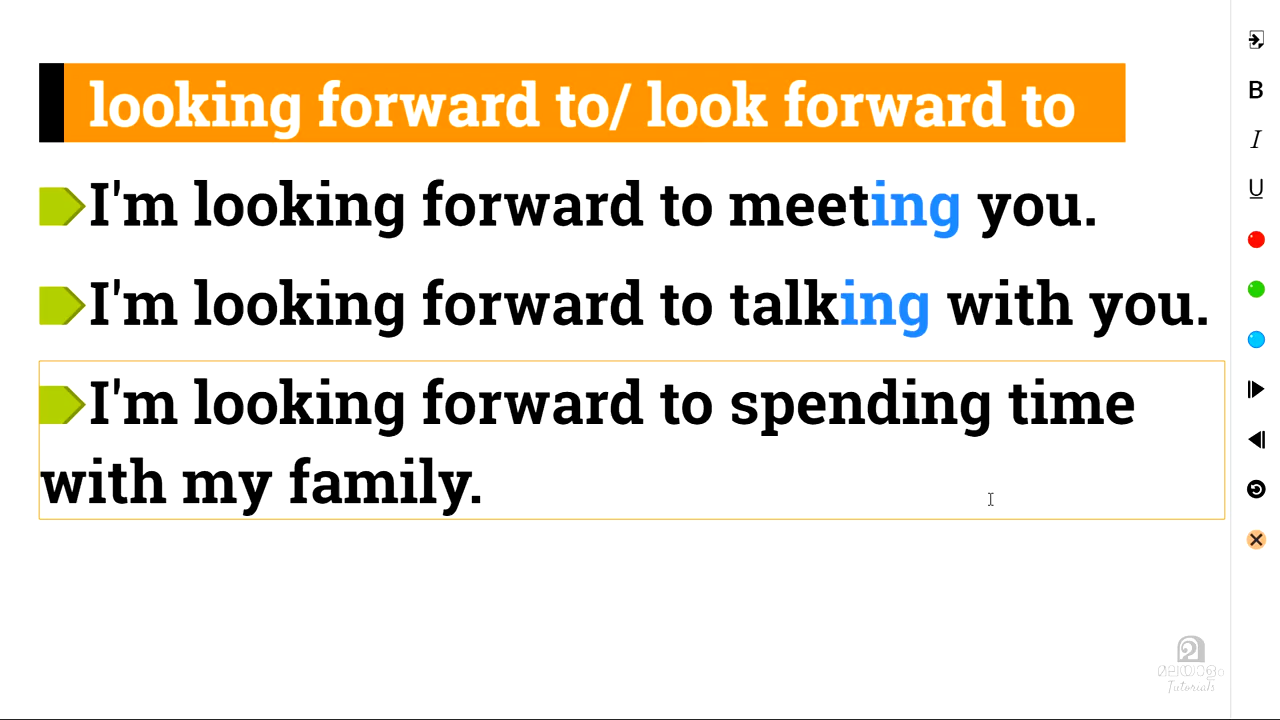 looking forward to/ look forward to
I'm looking forward to meeting you.
I'm looking forward to talking with you.
I'm looking forward to spending time
with my family.
B
I
U
മലയാളം
Tutorials